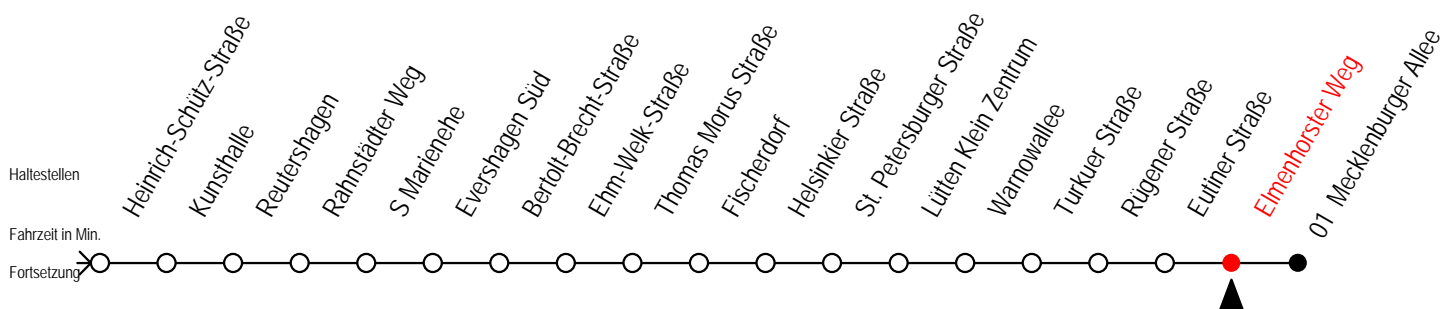 Haltestellen
Heinrich-Schütz-Straße
Kunsthalle
Reutershagen
Rahnstädter Weg
S Marienehe
Evershagen Süd
Bertolt-Brecht-Straße
Ehm-Welk-Straße
Thomas Morus Straße
Fischerdorf
Helsinkier Straße
St. Petersburger Straße
Lütten Klein Zentrum
Warnowallee
Turkuer Straße
Rügener Straße
Eutiner Straße
Elmenhorster Weg
01 Mecklenburger Allee
Fahrzeit in Min.
Fortsetzung